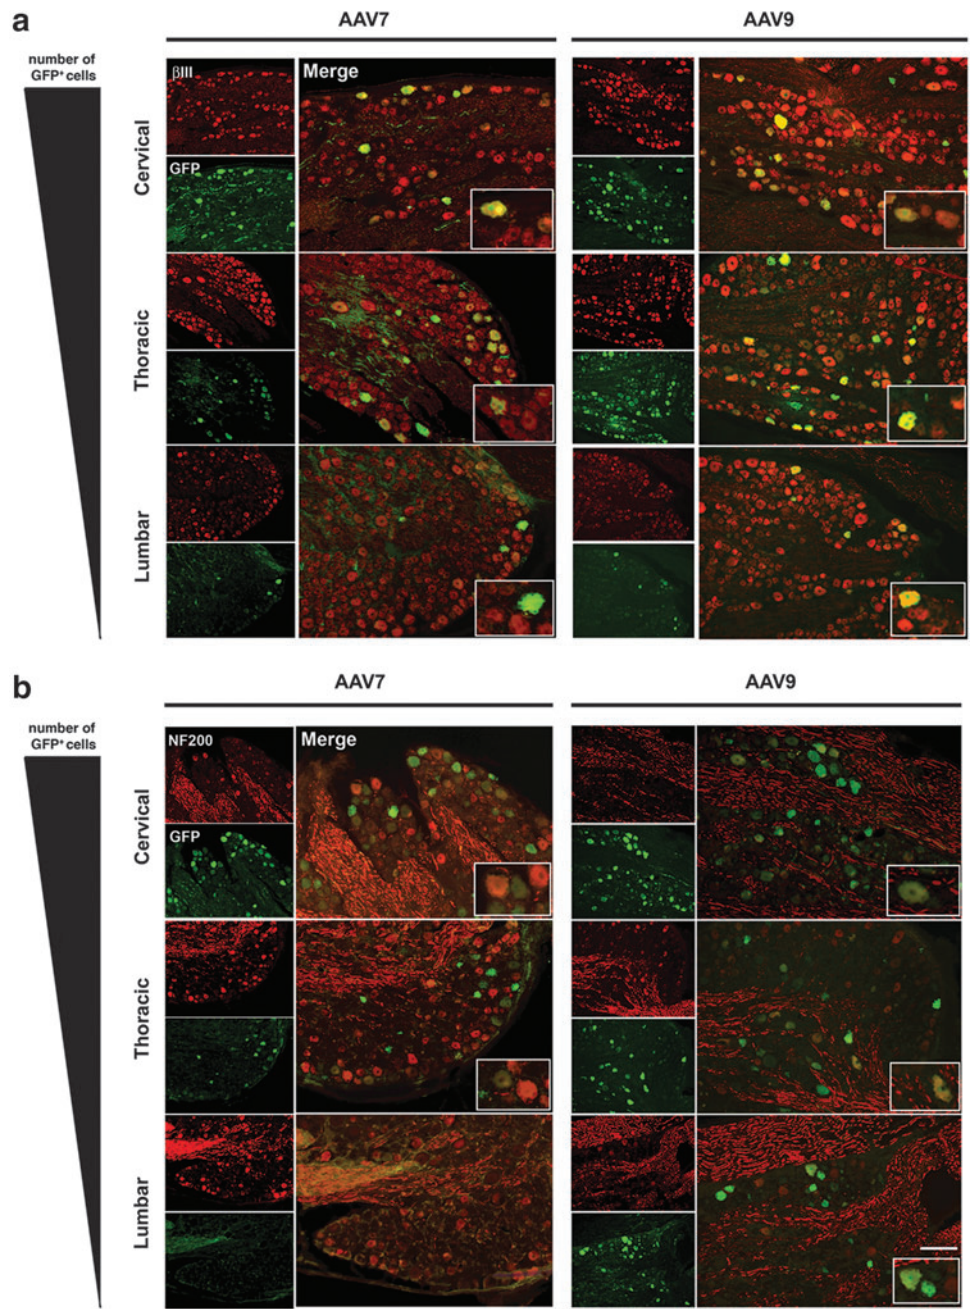 a
AAV7
AAV9
number of
GFP⁺ cells
βIII
Merge
Cervical
GFP
Thoracic
Lumbar
b
AAV7
AAV9
number of
GFP⁺ cells
NF200
Merge
Cervical
GFP
Thoracic
Lumbar